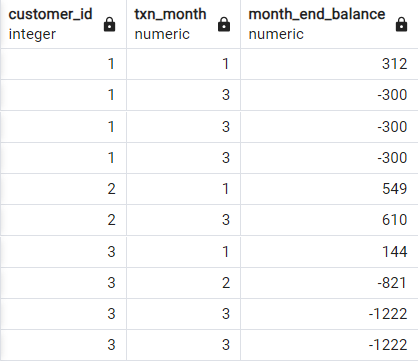 customer_id txn_month month_end_balance
integer numeric numeric
1 1 312
1 3 -300
1 3 -300
1 3 -300
2 1 549
2 3 610
3 1 144
3 2 -821
3 3 -1222
3 3 -1222